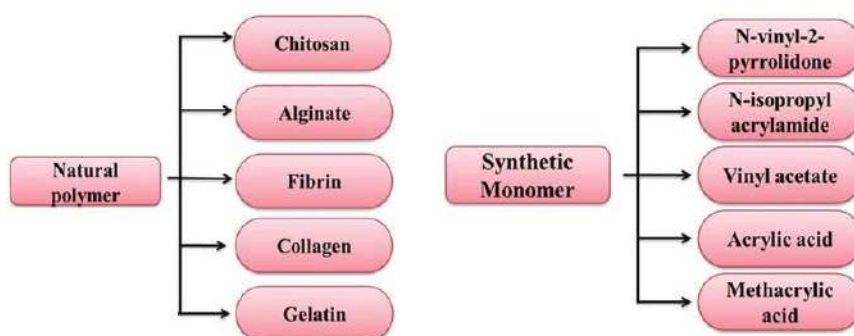 Natural
polymer
Chitosan
Alginate
Fibrin
Collagen
Gelatin
Synthetic
Monomer
N-vinyl-2-
pyrrolidone
N-isopropyl
acrylamide
Vinyl acetate
Acrylic acid
Methacrylic
acid